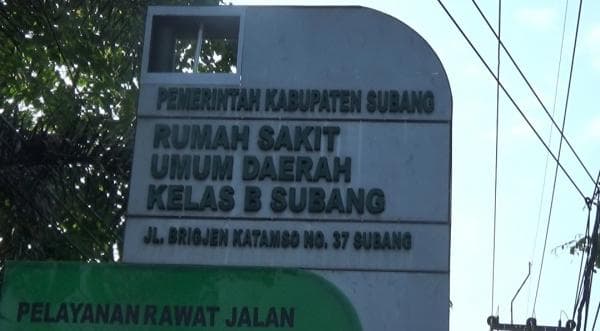 PEMERINTAH KABUPATEN SUBANG
RUMAH SAKIT
UMUM DAERAH
KELAS B SUBANG
JL. BRIGJEN KATAMSO NO. 37 SUBANG
PELAYANAN RAWAT JALAN